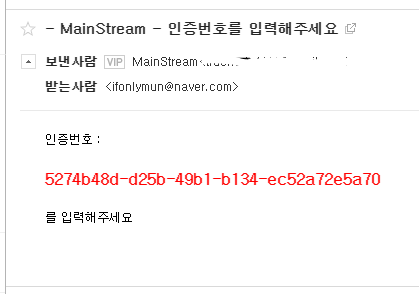 - MainStream - 인증번호를 입력해주세요
보낸사람 VIP MainStream
받는사람 <ifonlymun@naver.com>
인증번호 :
5274b48d-d25b-49b1-b134-ec52a72e5a70
를 입력해주세요